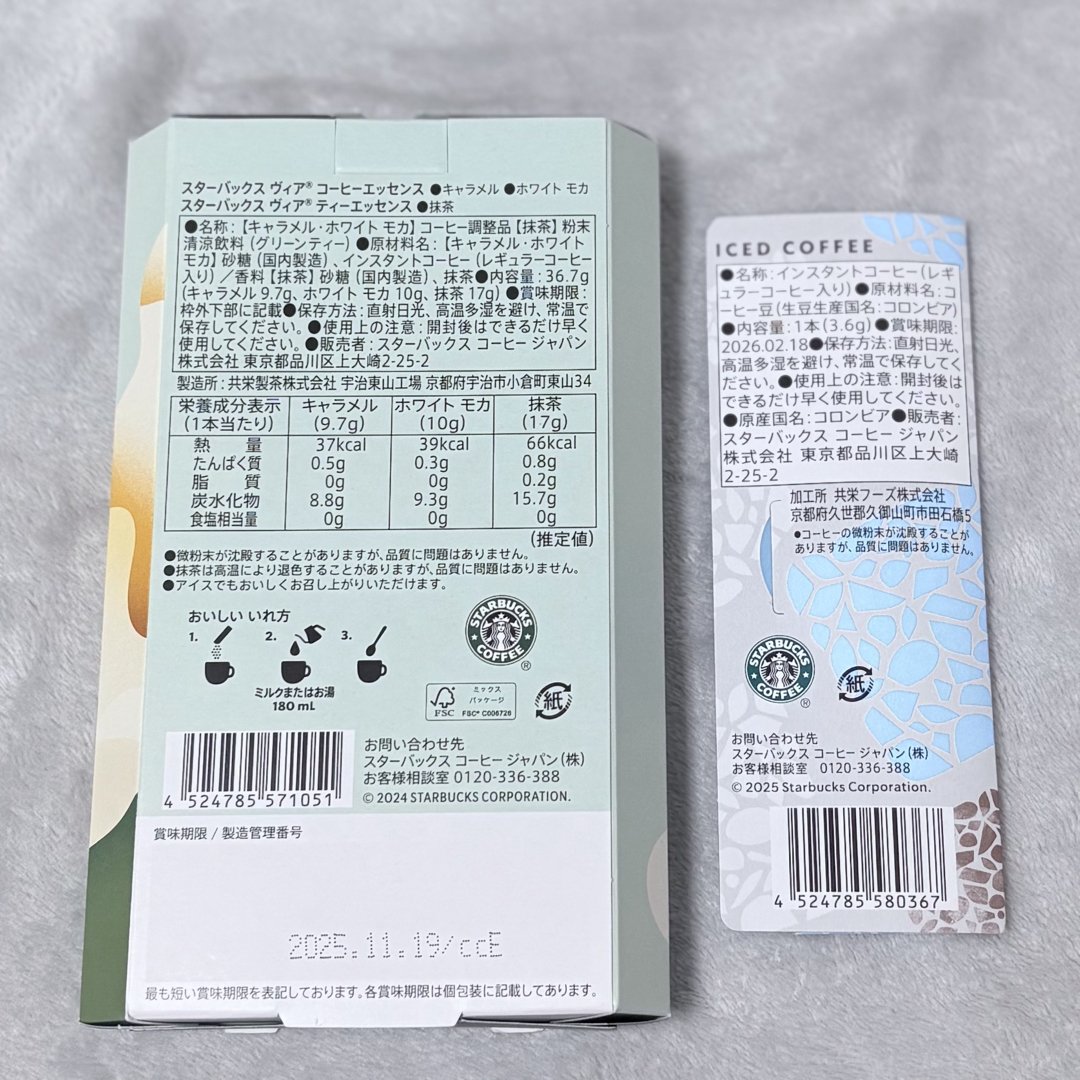 スターバックス ヴィア® コーヒーエッセンス ●キャラメル ●ホワイト モカ
スターバックス ヴィア® ティーエッセンス ●抹茶
●名称:【キャラメル・ホワイト モカ】コーヒー調整品【抹茶】粉末
清涼飲料（グリーンティー）●原材料名:【キャラメル・ホワイト
モカ】砂糖（国内製造）、インスタントコーヒー（レギュラーコーヒー
入り）／香料【抹茶】砂糖（国内製造）、抹茶●内容量:36.7g
(キャラメル 9.7g、ホワイト モカ 10g、抹茶 17g) ●賞味期限:
枠外下部に記載●保存方法:直射日光、高温多湿を避け、常温で
保存してください。●使用上の注意:開封後はできるだけ早く
使用してください。●販売者:スターバックス コーヒー ジャパン
株式会社 東京都品川区上大崎2-25-2
製造所:共栄製茶株式会社 宇治東山工場 京都府宇治市小倉町東山34
栄養成分表示 キャラメル ホワイト モカ 抹茶
(1本当たり) (9.7g) (10g) (17g)
熱 量 37kcal 39kcal 66kcal
たんぱく質 0.5g 0.3g 0.8g
脂 質 0g 0g 0.2g
炭水化物 8.8g 9.3g 15.7g
食塩相当量 0g 0g 0g
(推定値)
●微粉末が沈殿することがありますが、品質に問題はありません。
●抹茶は高温により退色することがありますが、品質に問題はありません。
●アイスでもおいしくお召し上がりいただけます。
おいしい いれ方
1. 2. 3.
ミルクまたはお湯
180 mL
STARBUCKS
COFFEE
®
FSC
ミックス
パッケージ
FSC® C006726
紙
お問い合わせ先
スターバックス コーヒー ジャパン(株)
お客様相談室 0120-336-388
© 2024 STARBUCKS CORPORATION.
4 524785 571051
賞味期限 / 製造管理番号
2025.11.19/ccE
最も短い賞味期限を表記しております。各賞味期限は個包装に記載してあります。
ICED COFFEE
●名称:インスタントコーヒー(レギ
ュラーコーヒー入り)●原材料名:コ
ーヒー豆(生豆生産国名:コロンビア)
●内容量:1本(3.6g)●賞味期限:
2026.02.18●保存方法:直射日光、
高温多湿を避け、常温で保存してく
ださい。●使用上の注意:開封後は
できるだけ早く使用してください。
●原産国名:コロンビア●販売者:
スターバックス コーヒー ジャパン
株式会社 東京都品川区上大崎
2-25-2
加工所 共栄フーズ株式会社
京都府久世郡久御山町市田石橋5
●コーヒーの微粉末が沈殿することが
ありますが、品質に問題はありません。
STARBUCKS
COFFEE
®
紙
お問い合わせ先
スターバックス コーヒー ジャパン(株)
お客様相談室 0120-336-388
© 2025 Starbucks Corporation.
4 524785 580367